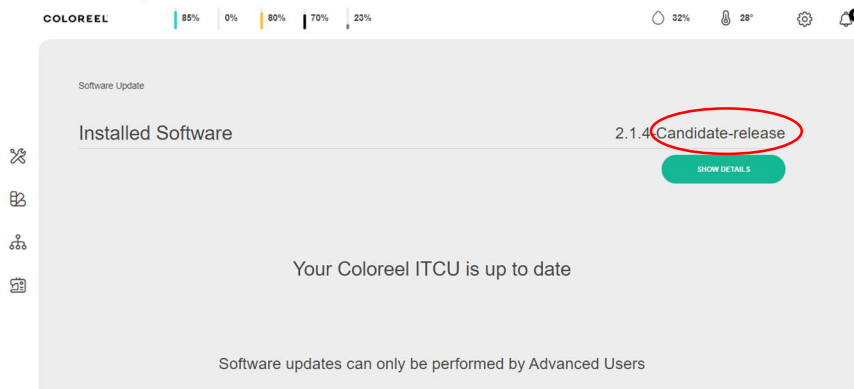 COLOREEL 85% 0% 80% 70% 23% 32% 28°
Software Update
Installed Software 2.1.4-Candidate-release
SHOW DETAILS
Your Coloreel ITCU is up to date
Software updates can only be performed by Advanced Users